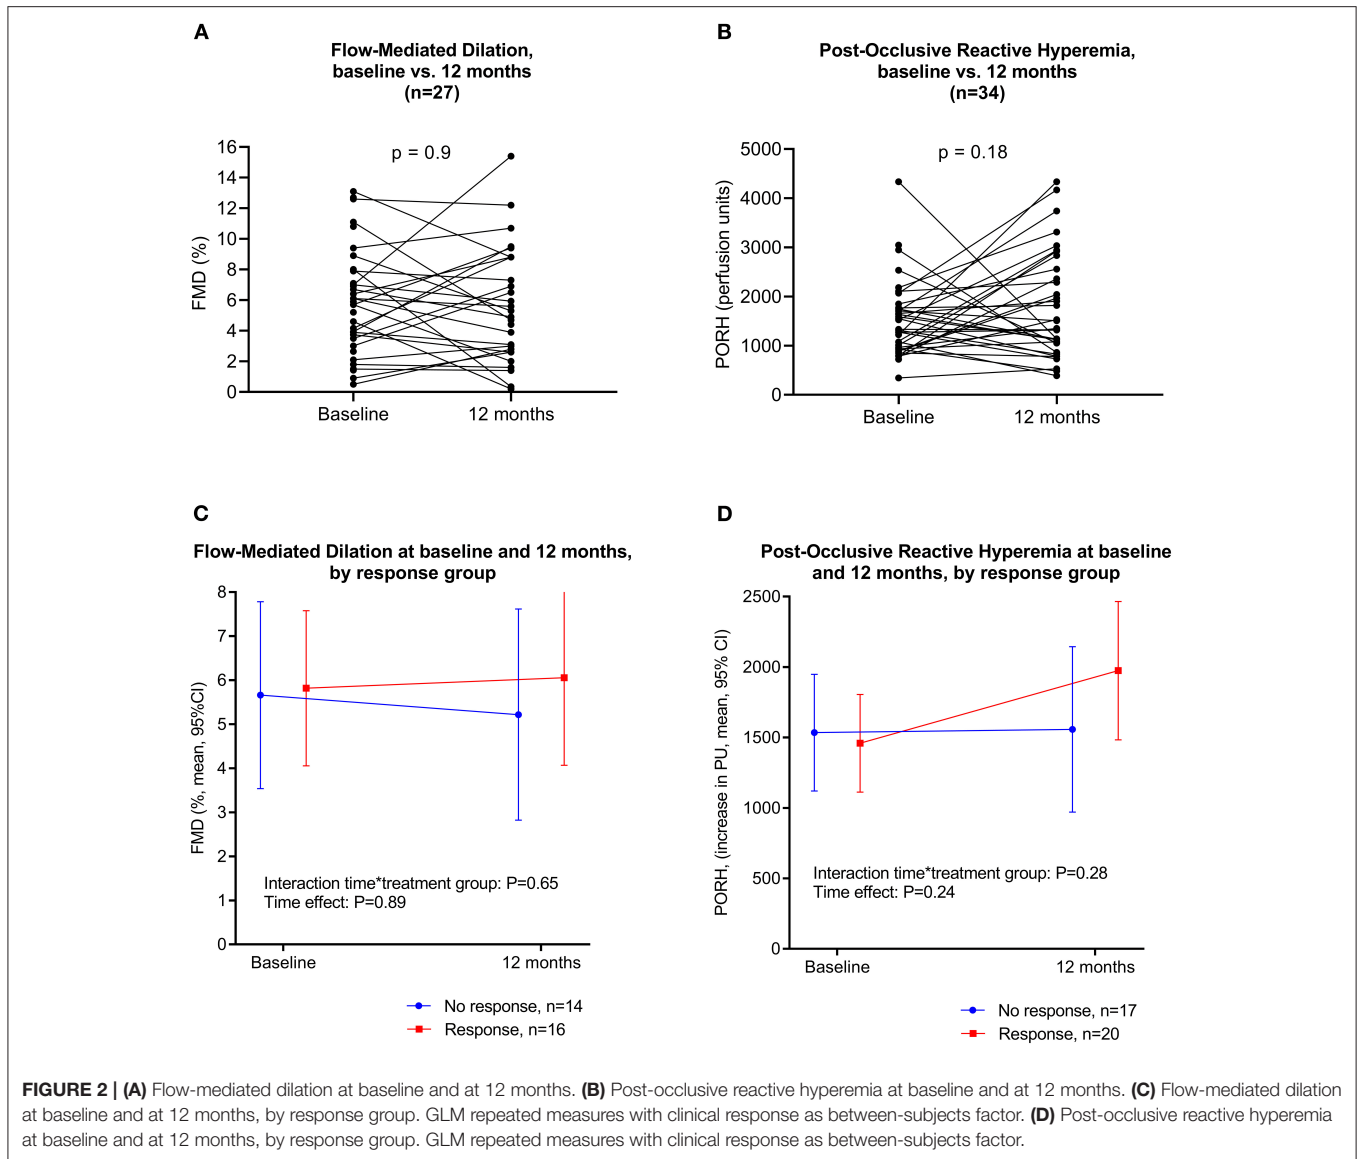 A
Flow-Mediated Dilation,
baseline vs. 12 months
(n=27)
p = 0.9
FMD (%)
16
14
12
10
8
6
4
2
0
Baseline
12 months
B
Post-Occlusive Reactive Hyperemia,
baseline vs. 12 months
(n=34)
p = 0.18
PORH (perfusion units)
5000
4000
3000
2000
1000
0
Baseline
12 months
C
Flow-Mediated Dilation at baseline and 12 months,
by response group
FMD (%, mean, 95%CI)
8
7
6
5
4
3
2
1
0
Interaction time*treatment group: P=0.65
Time effect: P=0.89
Baseline
12 months
No response, n=14
Response, n=16
D
Post-Occlusive Reactive Hyperemia at baseline
and 12 months, by response group
PORH, (increase in PU, mean, 95% CI)
2500
2000
1500
1000
500
0
Interaction time*treatment group: P=0.28
Time effect: P=0.24
Baseline
12 months
No response, n=17
Response, n=20
FIGURE 2 | (A) Flow-mediated dilation at baseline and at 12 months. (B) Post-occlusive reactive hyperemia at baseline and at 12 months. (C) Flow-mediated dilation
at baseline and at 12 months, by response group. GLM repeated measures with clinical response as between-subjects factor. (D) Post-occlusive reactive hyperemia
at baseline and at 12 months, by response group. GLM repeated measures with clinical response as between-subjects factor.